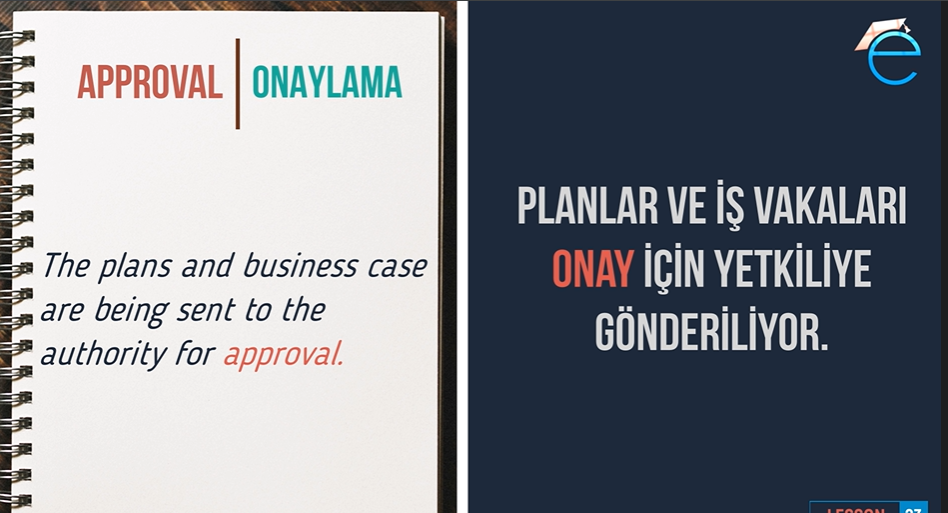 APPROVAL | ONAYLAMA
The plans and business case
are being sent to the
authority for approval.
PLANLAR VE İŞ VAKALARI
ONAY İÇİN YETKİLİYE
GÖNDERİLİYOR.